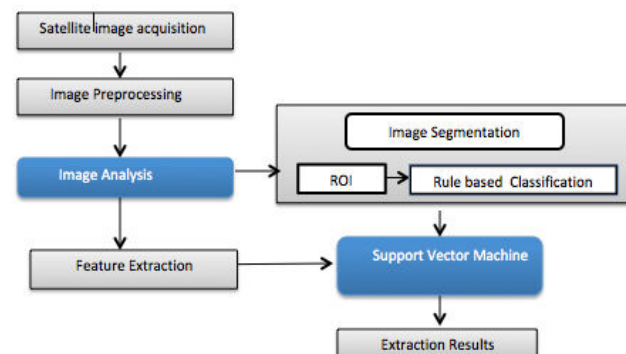 Satellite image acquisition
Image Preprocessing
Image Analysis
Image Segmentation
ROI
Rule based Classification
Feature Extraction
Support Vector Machine
Extraction Results